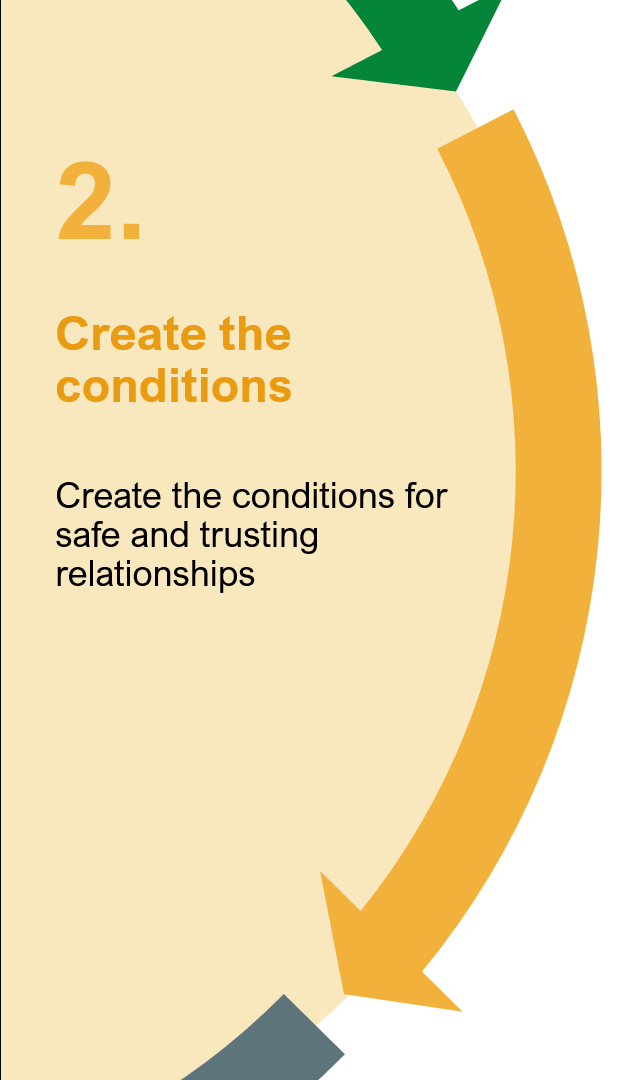 2.
Create the
conditions
Create the conditions for
safe and trusting
relationships